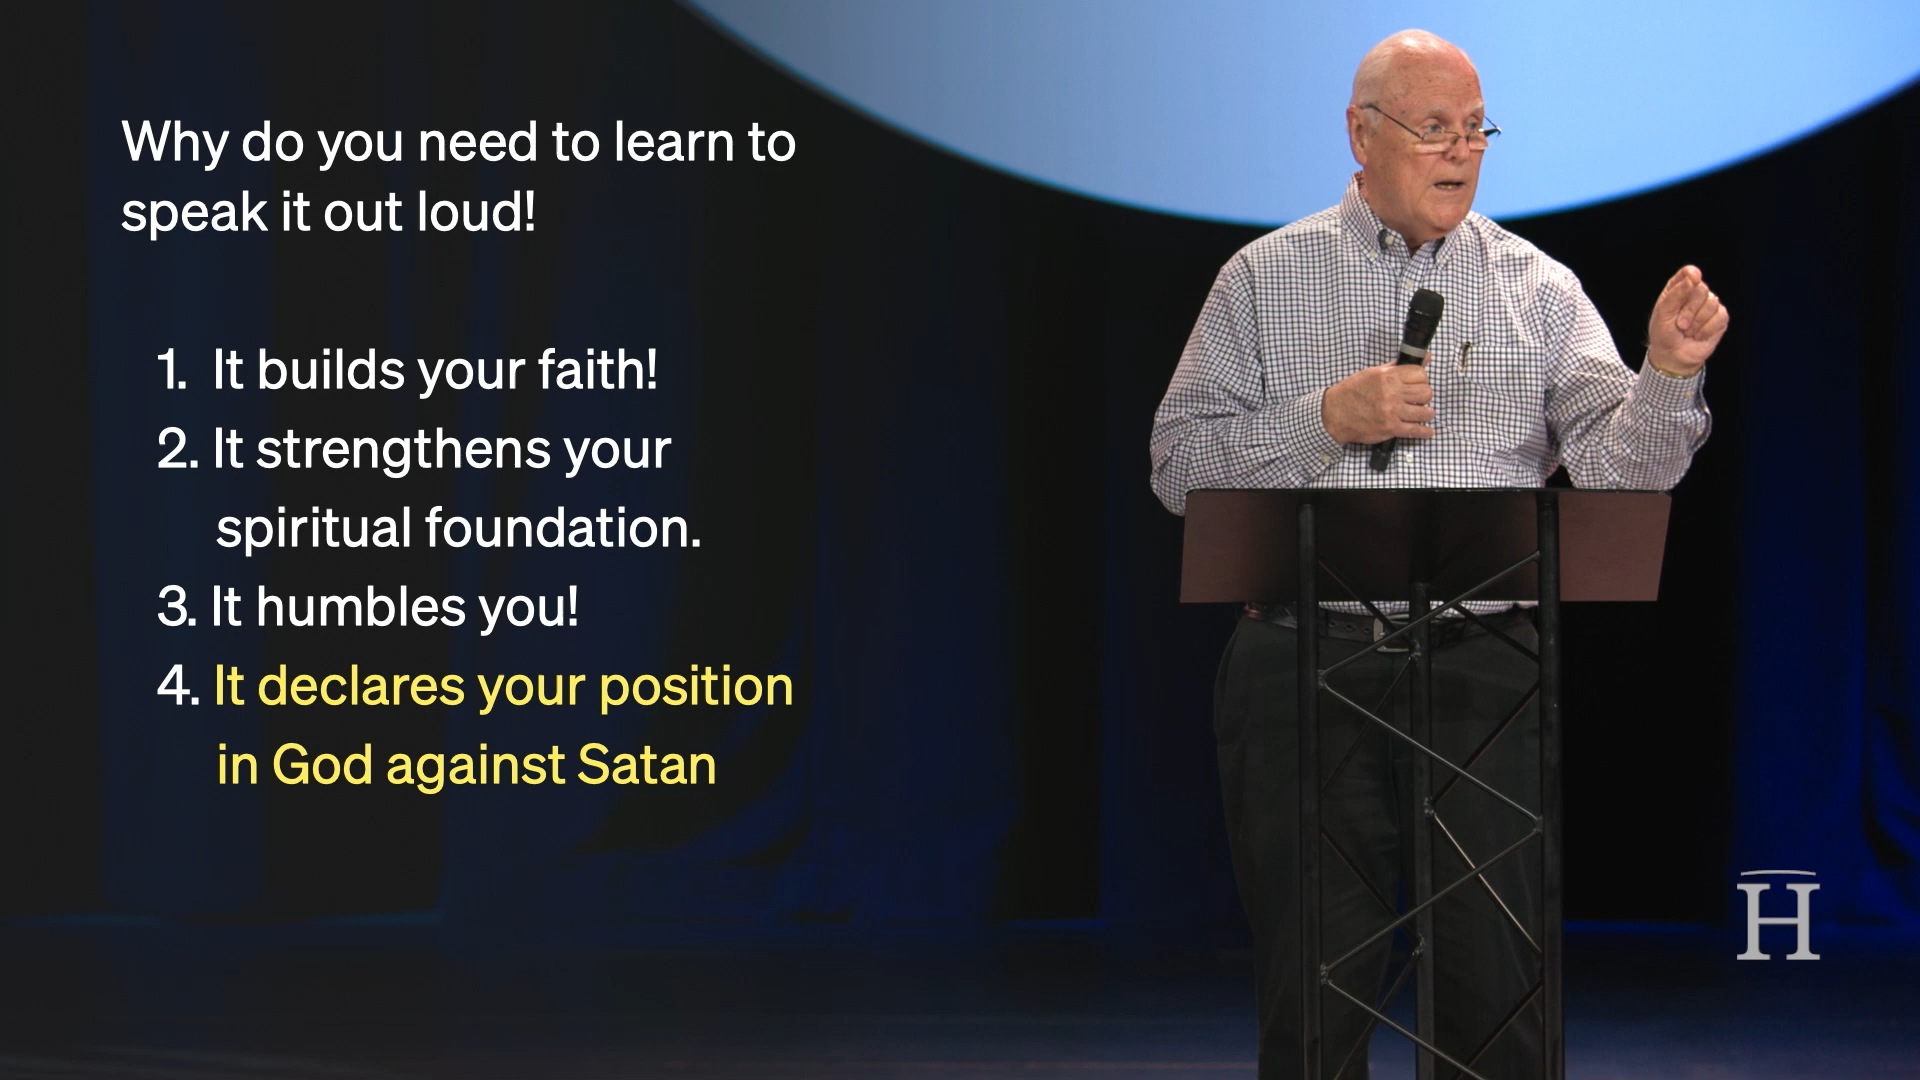 Why do you need to learn to
speak it out loud!
1. It builds your faith!
2. It strengthens your
spiritual foundation.
3. It humbles you!
4. It declares your position
in God against Satan
H